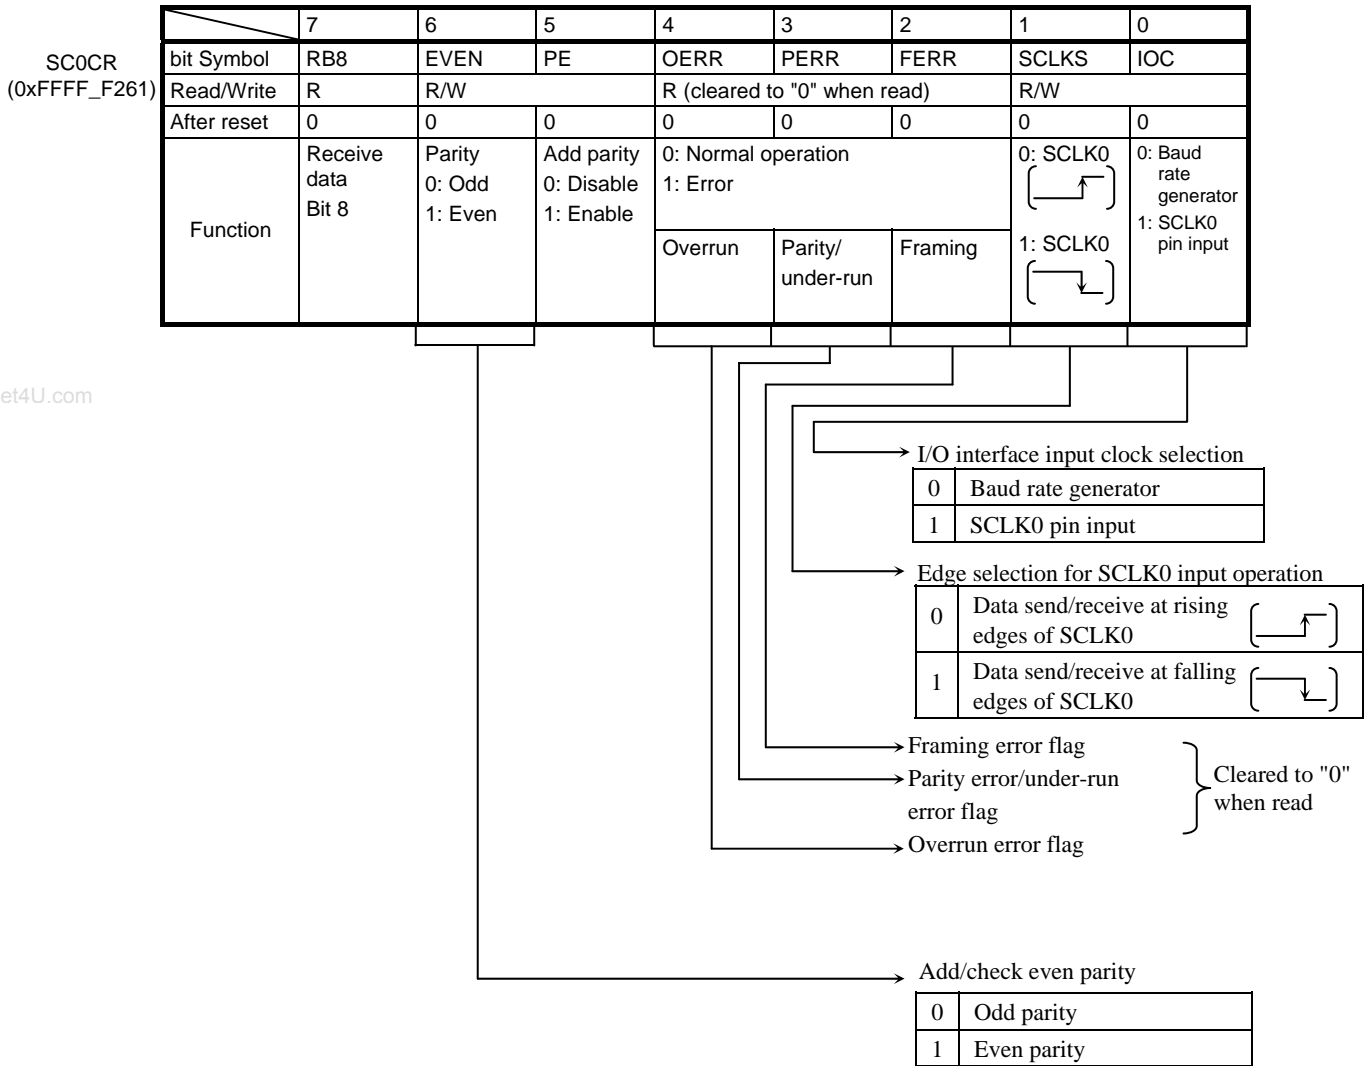 7 6 5 4 3 2 1 0
SC0CR
(0xFFFF_F261)
bit Symbol RB8 EVEN PE OERR PERR FERR SCLKS IOC
Read/Write R R/W R (cleared to "0" when read) R/W
After reset 0 0 0 0 0 0 0 0
Function
Receive
data
Bit 8
Parity
0: Odd
1: Even
Add parity
0: Disable
1: Enable
0: Normal operation
1: Error
Overrun
Parity/
under-run
Framing
0: SCLK0
1: SCLK0
0: Baud
rate
generator
1: SCLK0
pin input
et4U.com
I/O interface input clock selection
0 Baud rate generator
1 SCLK0 pin input
Edge selection for SCLK0 input operation
0 Data send/receive at rising
edges of SCLK0
1 Data send/receive at falling
edges of SCLK0
Framing error flag
Parity error/under-run
error flag
Overrun error flag
Cleared to "0"
when read
Add/check even parity
0 Odd parity
1 Even parity